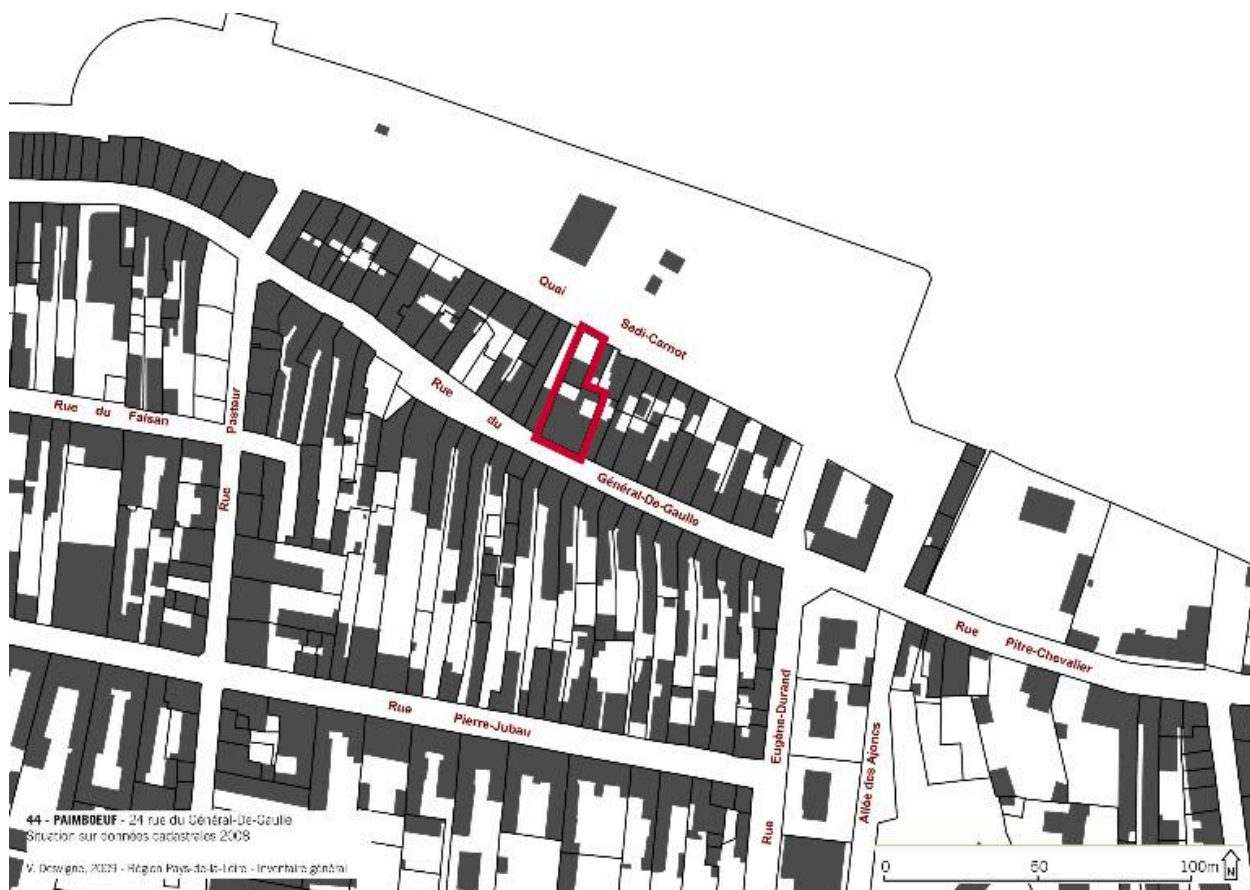 Quai Sadi-Carnot
Rue du Général-De-Gaulle
Rue du Faisan
Rue Pasteur
Rue Pierre-Jubau
Rue Pitre-Chevalier
Rue Eugène-Durand
Allée des Ajoncs
44 - PAIMBOEUF - 24 rue du Général-De-Gaulle
Situation sur données cadastrales 2008
V. Desvigne, 2009 - Région Pays-de-la-Loire - Inventaire général
0 50 100m
N